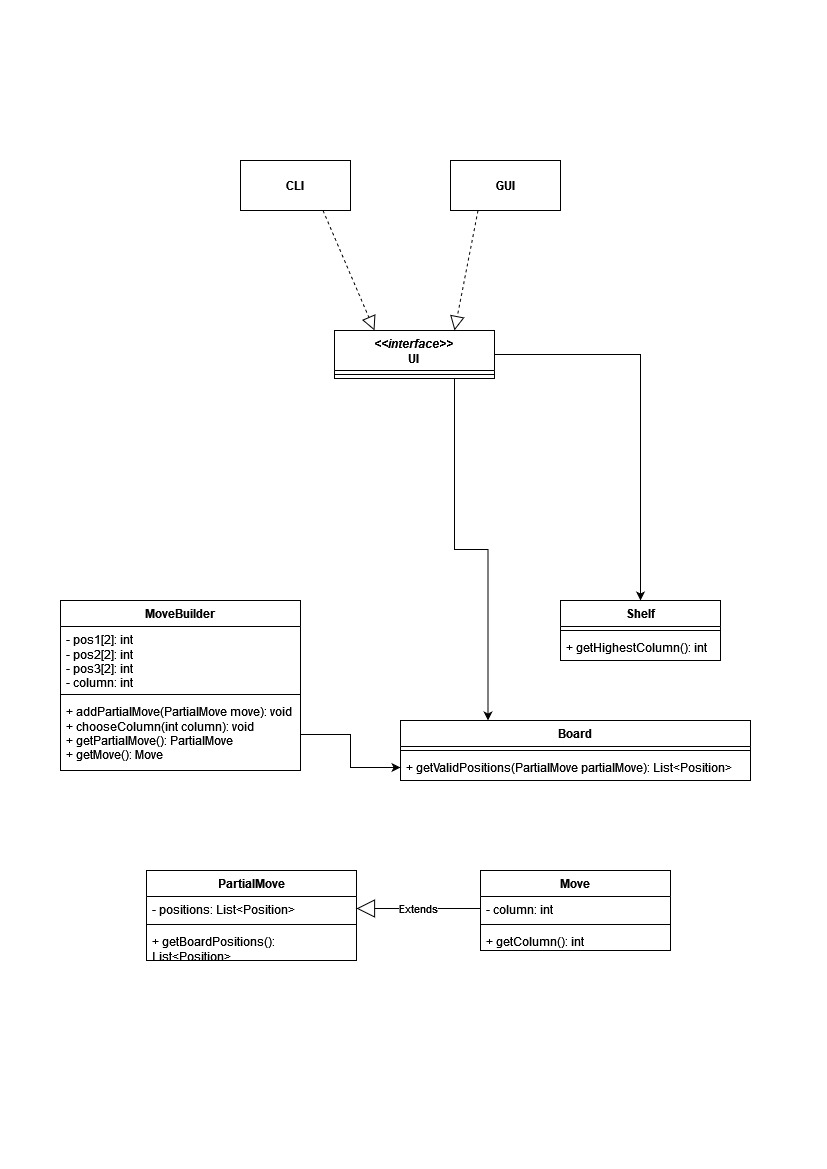 CLI
GUI
<<interface>>
UI
MoveBuilder
- pos1[2]: int
- pos2[2]: int
- pos3[2]: int
- column: int
+ addPartialMove(PartialMove move): void
+ chooseColumn(int column): void
+ getPartialMove(): PartialMove
+ getMove(): Move
Shelf
+ getHighestColumn(): int
Board
+ getValidPositions(PartialMove partialMove): List<Position>
PartialMove
- positions: List<Position>
+ getBoardPositions():
List<Position>
Extends
Move
- column: int
+ getColumn(): int